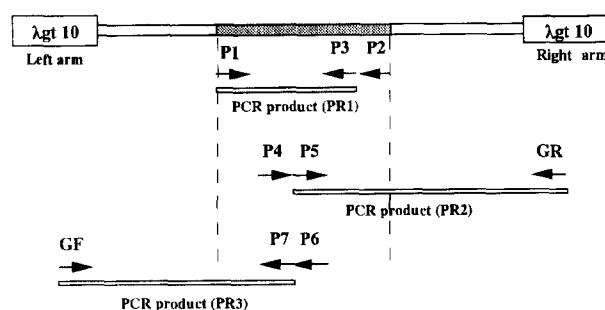 λgt 10 λgt 10
Left arm Right arm
P1 P3 P2
PCR product (PR1)
P4 P5 GR
PCR product (PR2)
GF P7 P6
PCR product (PR3)